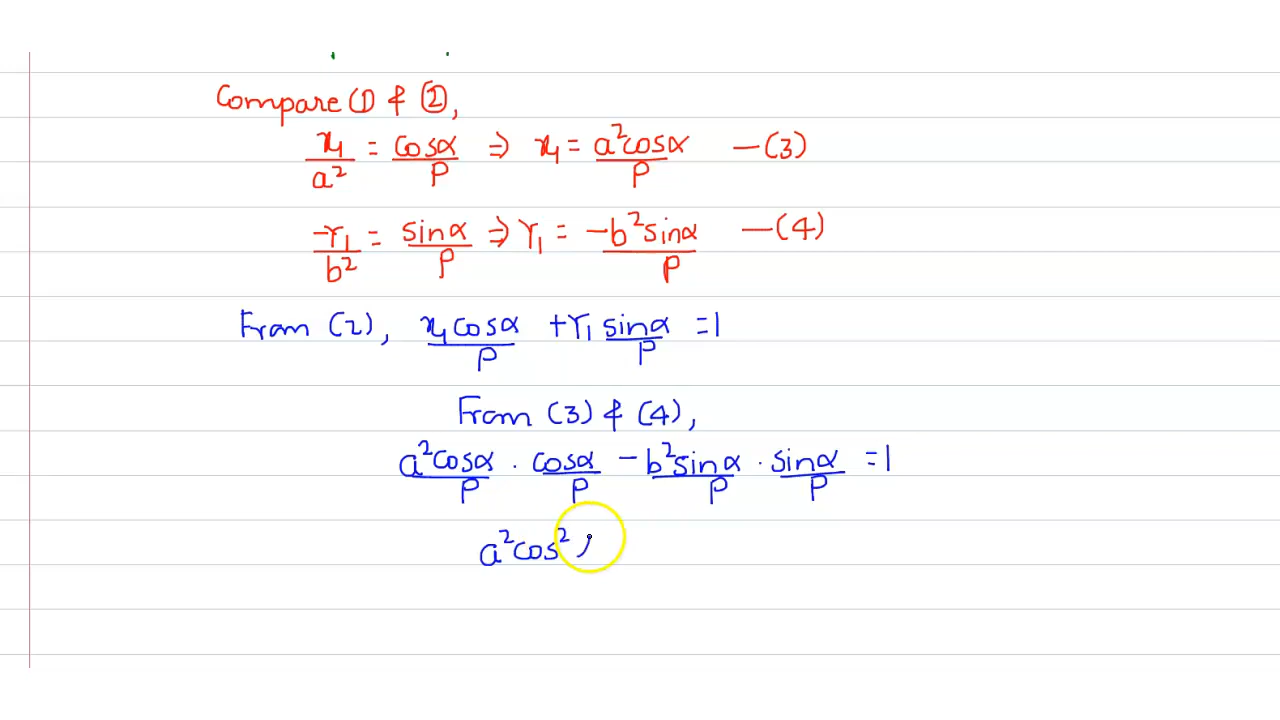 Compare (1) & (2),
x₁/a² = cosα/P ⇒ x₁ = a²cosα/P —(3)
-Y₁/b² = sinα/P ⇒ Y₁ = -b²sinα/P —(4)
From (2), x₁cosα/P + Y₁ sinα/P = 1
From (3) & (4),
a²cosα/P · cosα/P - b²sinα/P · sinα/P = 1
a²cos²